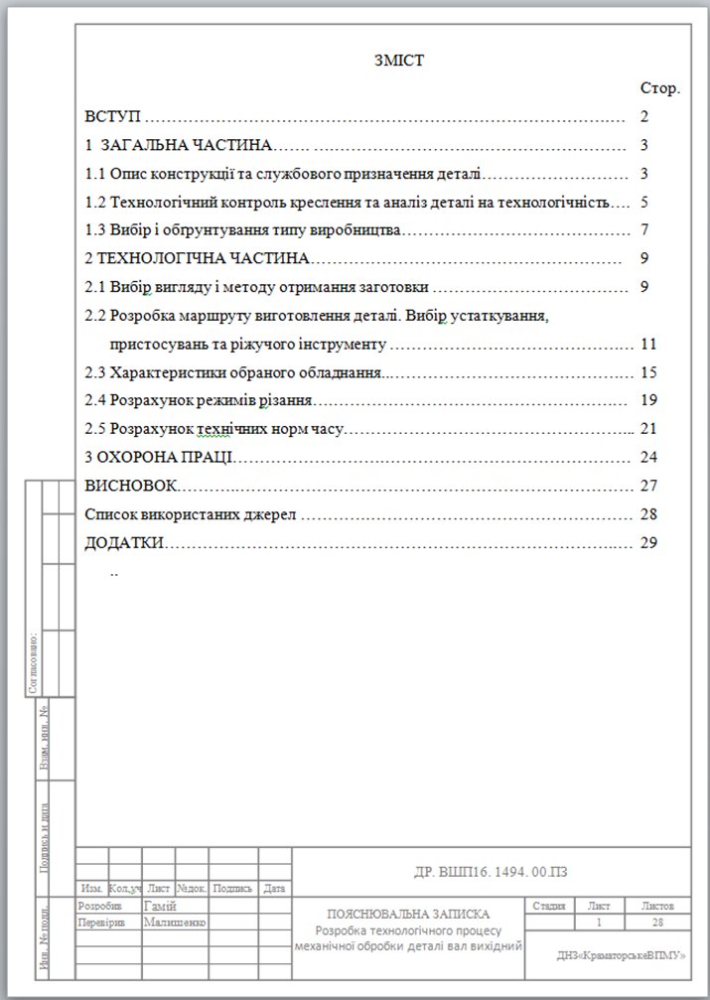 ЗМІСТ
Стор.
ВСТУП ……………………………………………………………………………….…. 2
1 ЗАГАЛЬНА ЧАСТИНА……. ….……………………...………………………… 3
1.1 Опис конструкції та службового призначення деталі……………………… 3
1.2 Технологічний контроль креслення та аналіз деталі на технологічність…. 5
1.3 Вибір і обґрунтування типу виробництва…………………………………… 7
2 ТЕХНОЛОГІЧНА ЧАСТИНА………………………………………………… 9
2.1 Вибір вигляду і методу отримання заготовки ……………………………… 9
2.2 Розробка маршруту виготовлення деталі. Вибір устаткування,
пристосувань та ріжучого інструменту …………………………………….… 11
2.3 Характеристики обраного обладнання...……………………………………… 15
2.4 Розрахунок режимів різання………………………………………………… 19
2.5 Розрахунок технічних норм часу…………………………………………….. 21
3 ОХОРОНА ПРАЦІ……………………………………………………………… 24
ВИСНОВОК………...……………………………………………………………… 27
Список використаних джерел …………………………………………………… 28
ДОДАТКИ……………………………………………………………………….…. 29
..
Согласовано:
Взам. инв. №
Подпись и дата
Инв. № подл.
ДР. ВШП16. 1494. 00.ПЗ
Изм. Кол.уч Лист №док. Подпись Дата
Розробив Гамій
Перевірив Малишенко
ПОЯСНЮВАЛЬНА ЗАПИСКА
Розробка технологічного процесу
механічної обробки деталі вал вихідний
Стадия Лист Листов
1 28
ДНЗ«КраматорськеВПМУ»